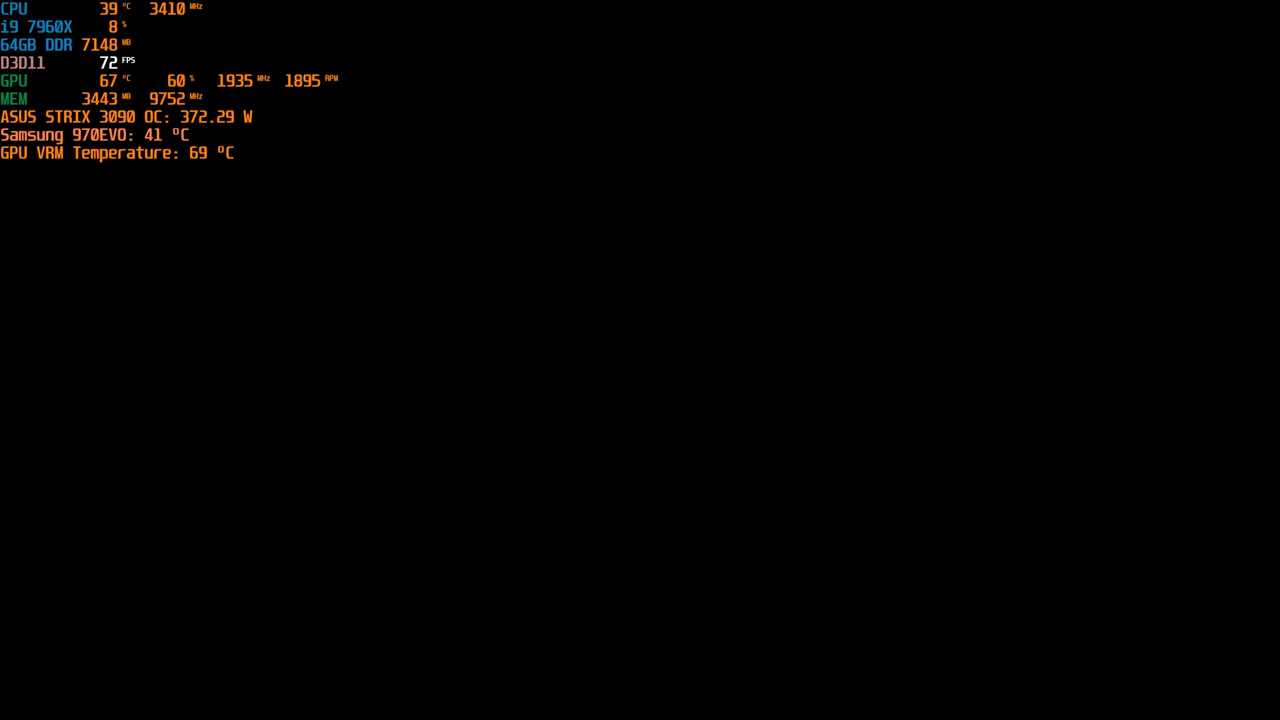 CPU 39 °C 3410 MHz
i9 7960X 8 %
64GB DDR 7148 MB
D3D11 72 FPS
GPU 67 °C 60 % 1935 MHz 1895 RPM
MEM 3443 MB 9752 MHz
ASUS STRIX 3090 OC: 372.29 W
Samsung 970EVO: 41 ºC
GPU VRM Temperature: 69 ºC